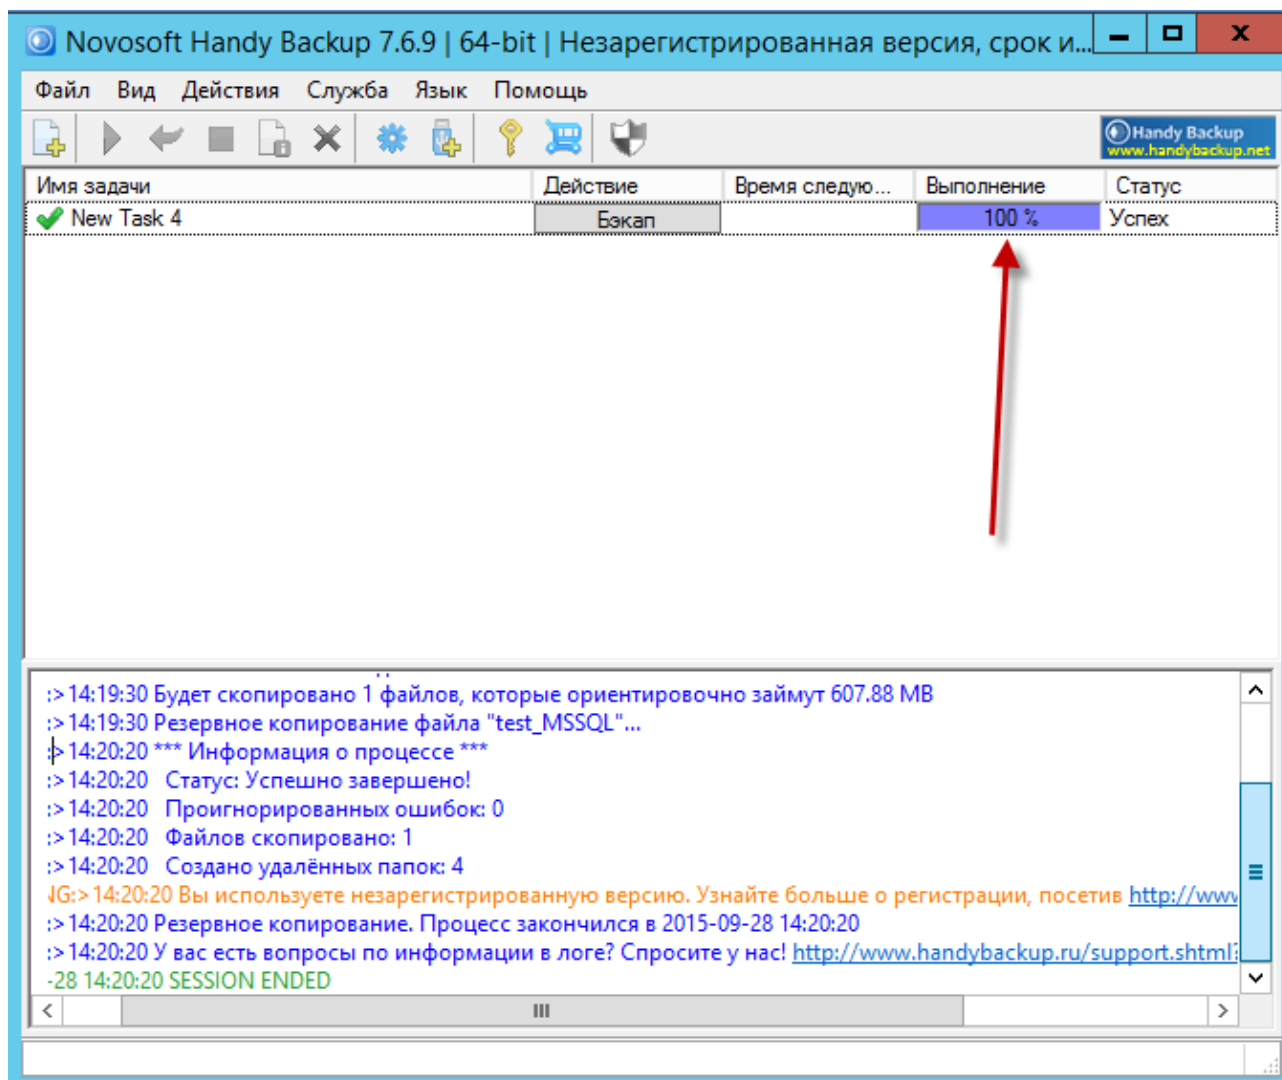 Novosoft Handy Backup 7.6.9 | 64-bit | Незарегистрированная версия, срок и...
Файл Вид Действия Служба Язык Помощь
Handy Backup
www.handybackup.net
Имя задачи Действие Время следую... Выполнение Статус
New Task 4 Бэкап 100 % Успех
:> 14:19:30 Будет скопировано 1 файлов, которые ориентировочно займут 607.88 MB
:> 14:19:30 Резервное копирование файла "test_MSSQL"...
:> 14:20:20 *** Информация о процессе ***
:> 14:20:20 Статус: Успешно завершено!
:> 14:20:20 Проигнорированных ошибок: 0
:> 14:20:20 Файлов скопировано: 1
:> 14:20:20 Создано удалённых папок: 4
NG:> 14:20:20 Вы используете незарегистрированную версию. Узнайте больше о регистрации, посетив http://www
:> 14:20:20 Резервное копирование. Процесс закончился в 2015-09-28 14:20:20
:> 14:20:20 У вас есть вопросы по информации в логе? Спросите у нас! http://www.handybackup.ru/support.shtml?
-28 14:20:20 SESSION ENDED